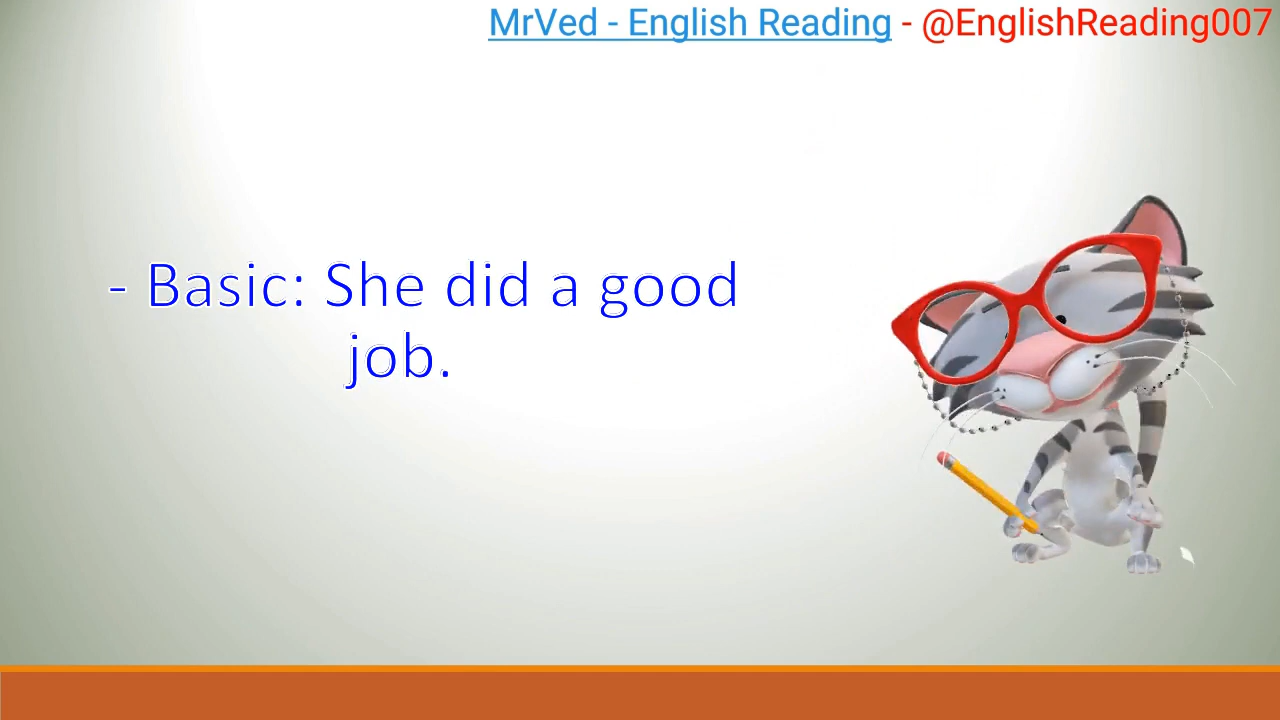 MrVed - English Reading - @EnglishReading007
- Basic: She did a good
job.